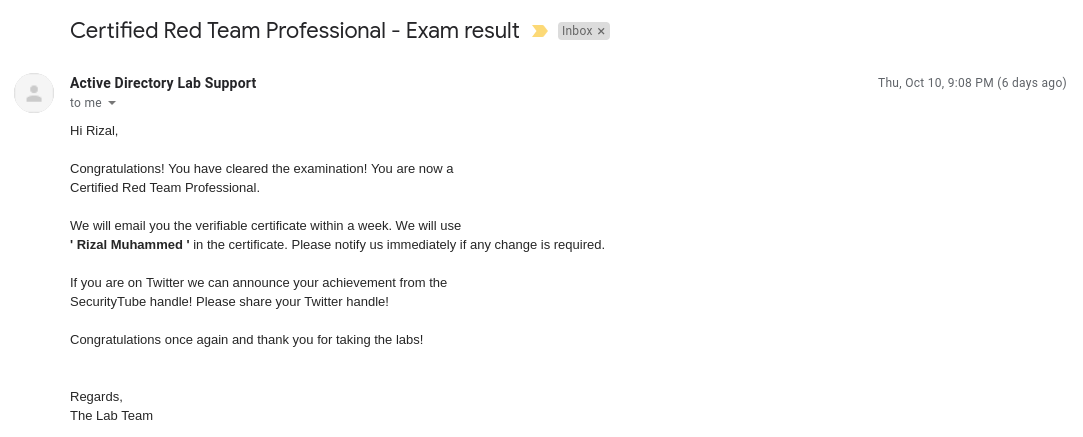 Certified Red Team Professional - Exam result
Inbox ×
Active Directory Lab Support
Thu, Oct 10, 9:08 PM (6 days ago)
to me
Hi Rizal,
Congratulations! You have cleared the examination! You are now a
Certified Red Team Professional.
We will email you the verifiable certificate within a week. We will use
' Rizal Muhammed ' in the certificate. Please notify us immediately if any change is required.
If you are on Twitter we can announce your achievement from the
SecurityTube handle! Please share your Twitter handle!
Congratulations once again and thank you for taking the labs!
Regards,
The Lab Team